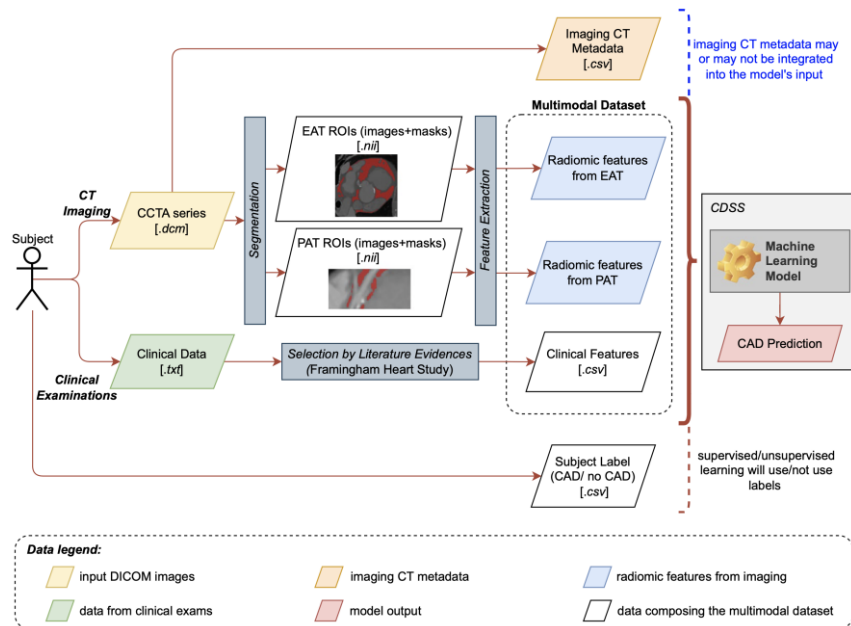 Imaging CT
Metadata
[.csv]
imaging CT metadata may
or may not be integrated
into the model's input
Multimodal Dataset
EAT ROIs (images+masks)
[.nii]
Radiomic features
from EAT
CT
Imaging
CCTA series
[.dcm]
Segmentation
Feature Extraction
Subject
PAT ROIs (images+masks)
[.nii]
Radiomic features
from PAT
CDSS
Machine
Learning
Model
CAD Prediction
Clinical Data
[.txt]
Clinical
Examinations
Selection by Literature Evidences
(Framingham Heart Study)
Clinical Features
[.csv]
Subject Label
(CAD/ no CAD)
[.csv]
supervised/unsupervised
learning will use/not use
labels
Data legend:
input DICOM images
imaging CT metadata
radiomic features from imaging
data from clinical exams
model output
data composing the multimodal dataset